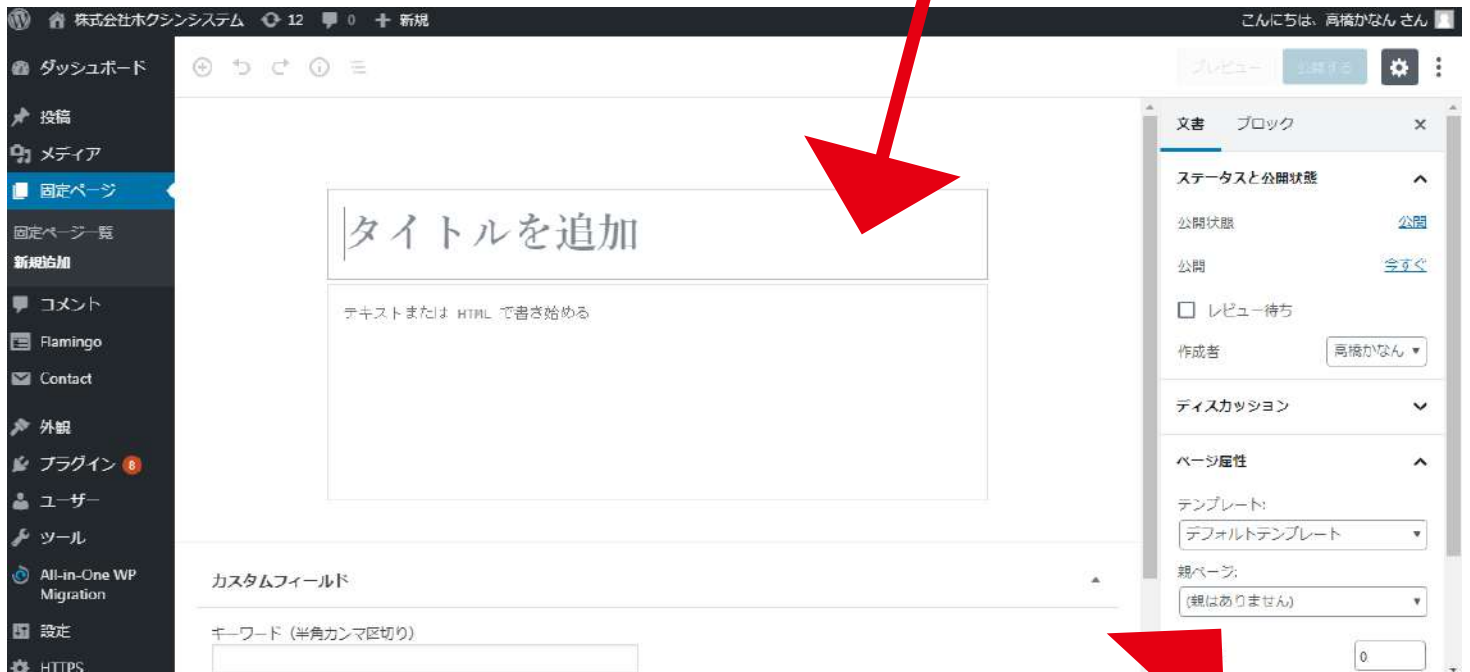 株式会社ホクシンシステム 12 0 新規
こんにちは、高橋かなん さん
ダッシュボード
投稿
メディア
固定ページ
固定ページ一覧
新規追加
コメント
Flamingo
Contact
外観
プラグイン 8
ユーザー
ツール
All-in-One WP
Migration
設定
HTTPS
プレビュー 公開する
タイトルを追加
テキストまたは HTML で書き始める
カスタムフィールド
キーワード（半角カンマ区切り）
文書 ブロック
ステータスと公開状態
公開状態 公開
公開 今すぐ
レビュー待ち
作成者 高橋かなん
ディスカッション
ページ属性
テンプレート:
デフォルトテンプレート
親ページ:
(親はありません)
0